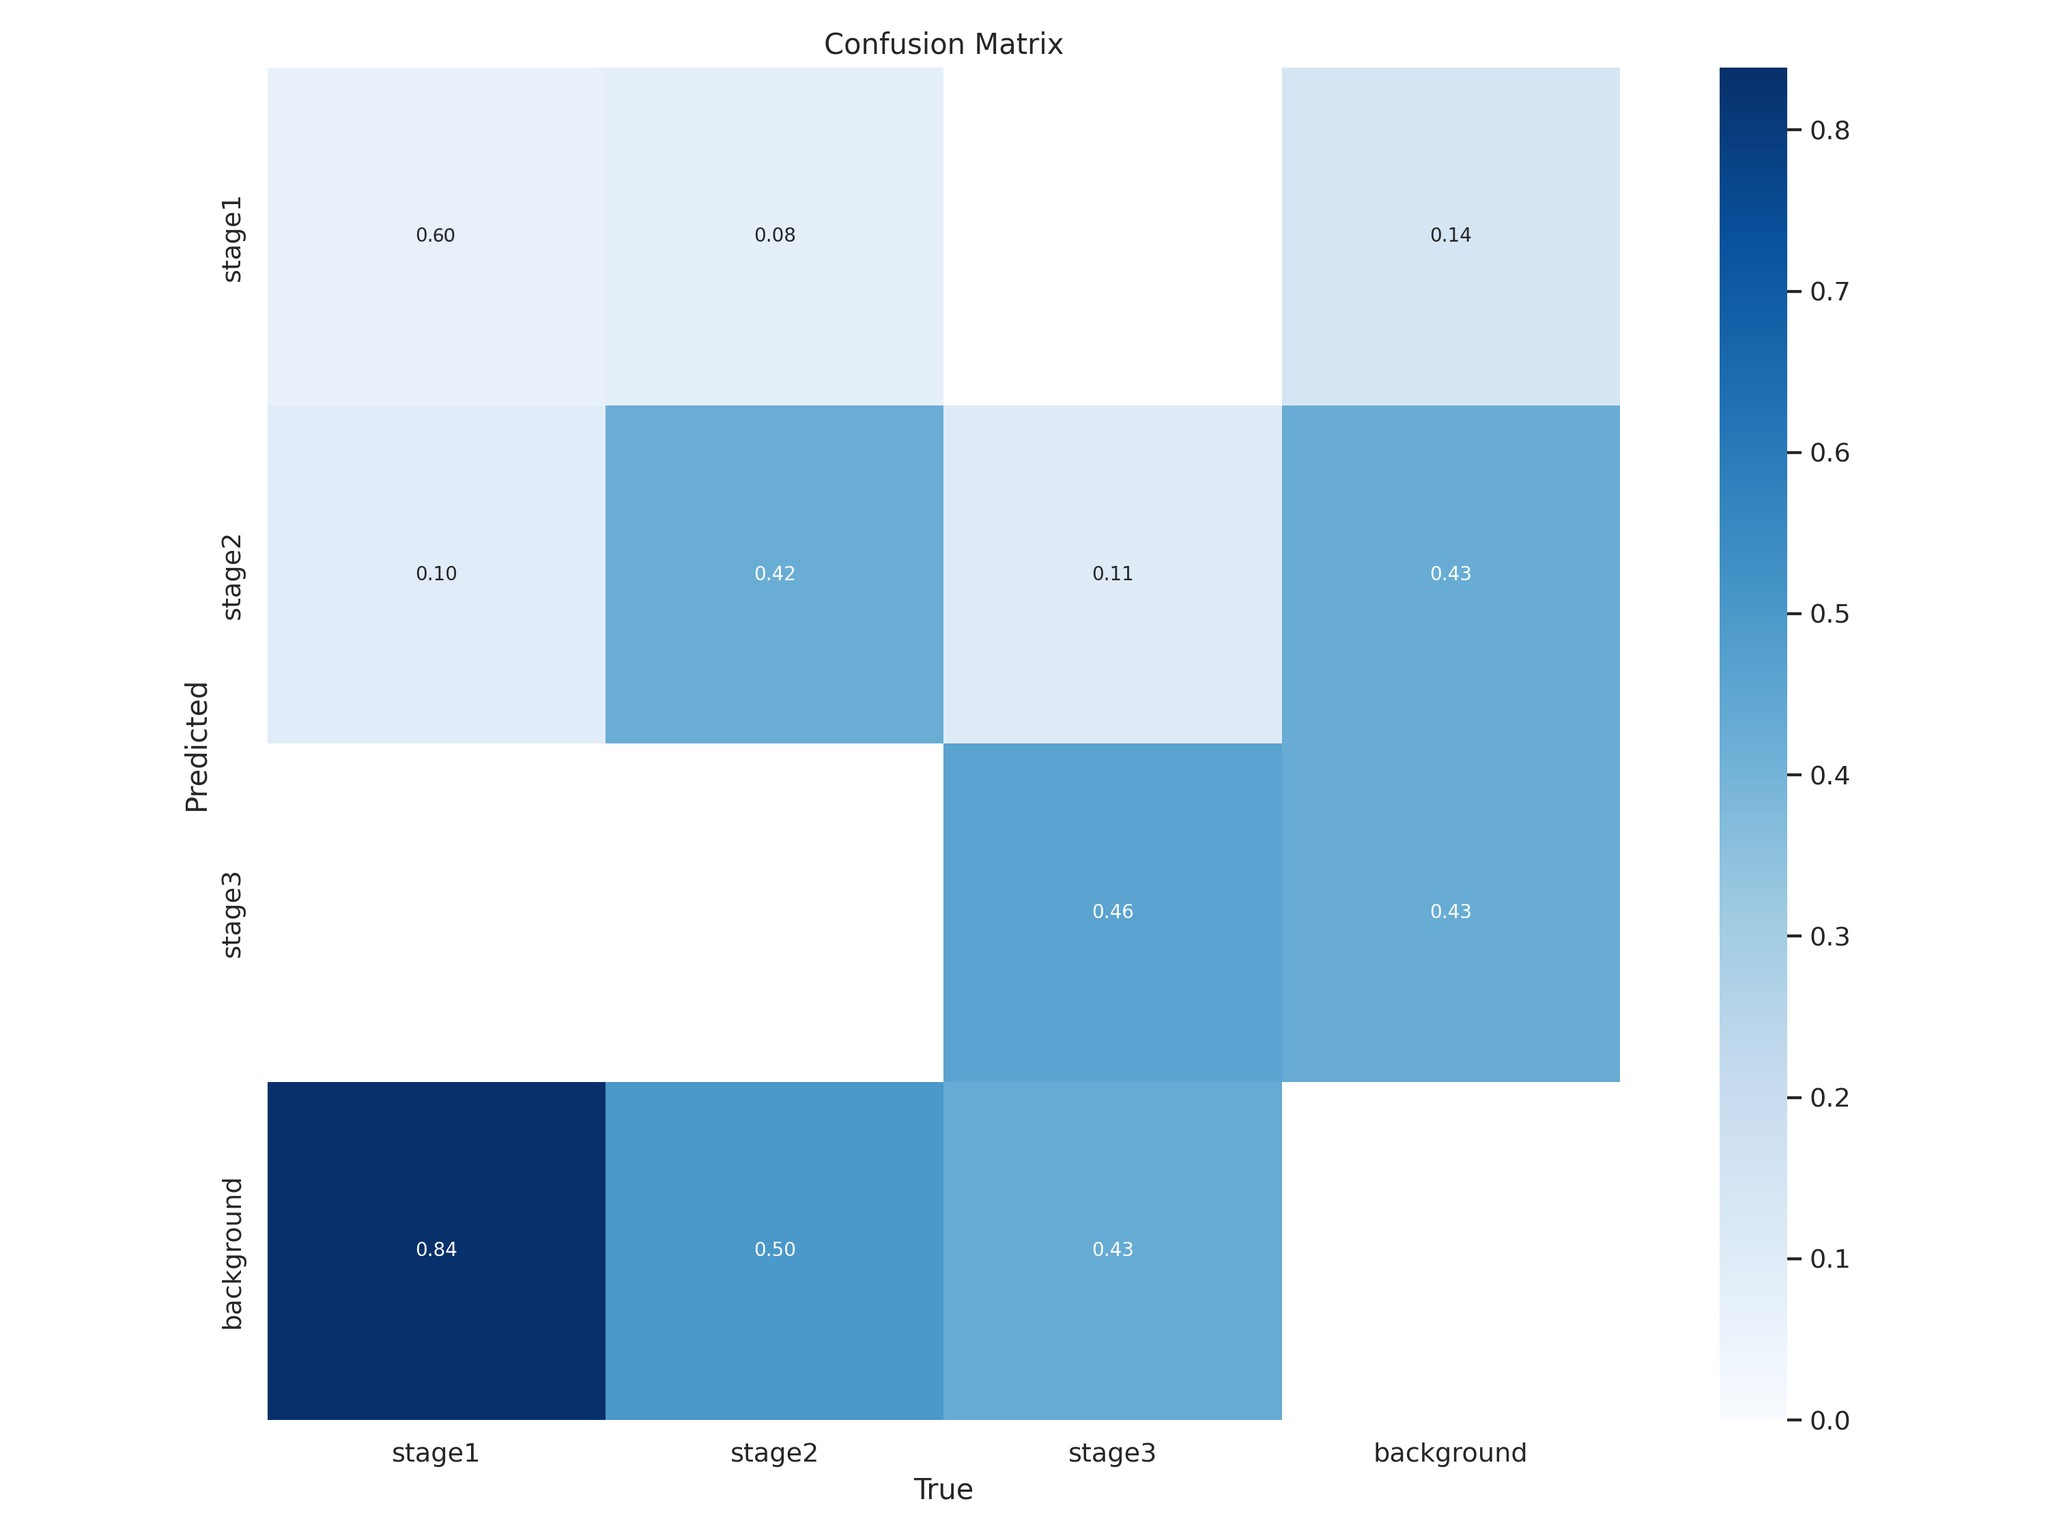 Confusion Matrix
stage1
0.60
0.08
0.14
stage2
0.10
0.42
0.11
0.43
stage3
0.46
0.43
background
0.84
0.50
0.43
Predicted
stage1
stage2
stage3
background
True
0.8
0.7
0.6
0.5
0.4
0.3
0.2
0.1
0.0